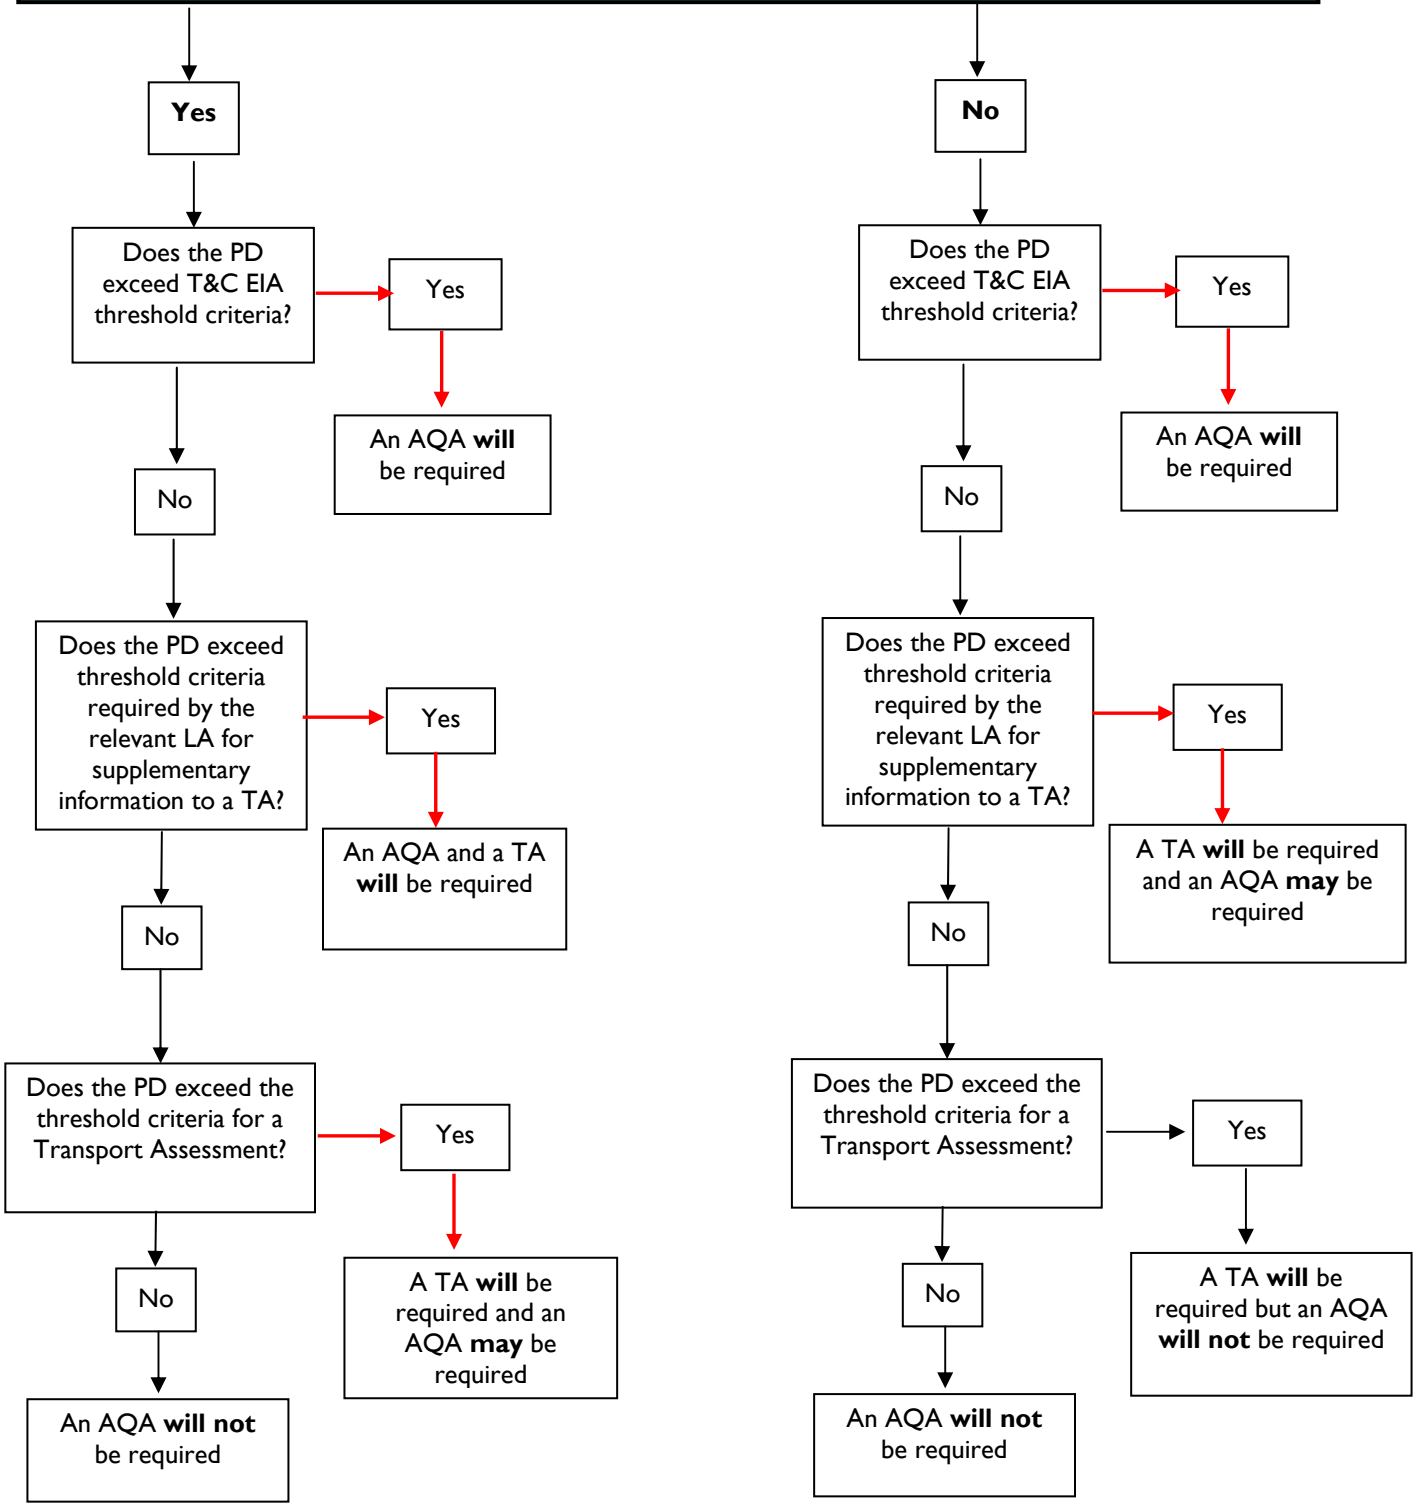 Yes
Does the PD
exceed T&C EIA
threshold criteria?
Yes
An AQA will
be required
No
Does the PD exceed
threshold criteria
required by the
relevant LA for
supplementary
information to a TA?
Yes
An AQA and a TA
will be required
No
Does the PD exceed the
threshold criteria for a
Transport Assessment?
Yes
A TA will be
required and an
AQA may be
required
No
An AQA will not
be required
No
Does the PD
exceed T&C EIA
threshold criteria?
Yes
An AQA will
be required
No
Does the PD exceed
threshold criteria
required by the
relevant LA for
supplementary
information to a TA?
Yes
A TA will be required
and an AQA may be
required
No
Does the PD exceed the
threshold criteria for a
Transport Assessment?
Yes
A TA will be
required but an AQA
will not be required
No
An AQA will not
be required